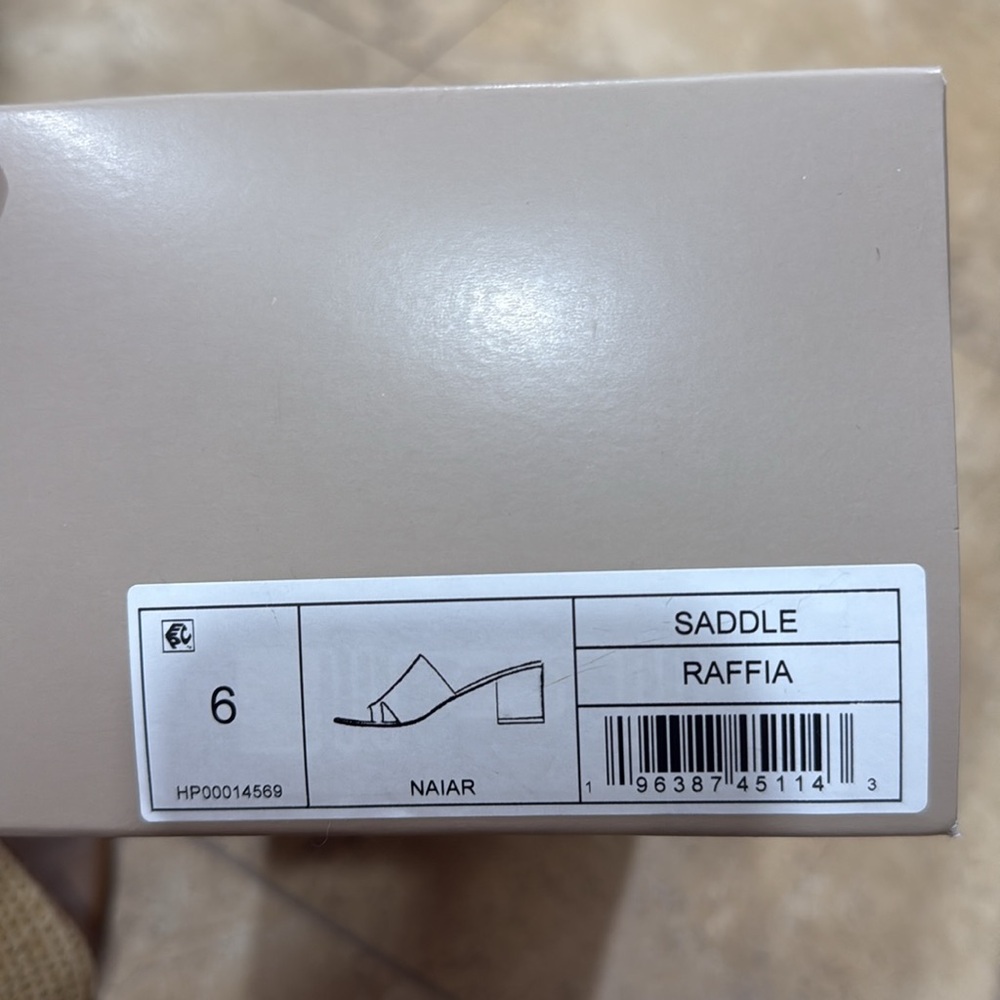 6
HP00014569
NAIAR
SADDLE
RAFFIA
1 96387 45114 3